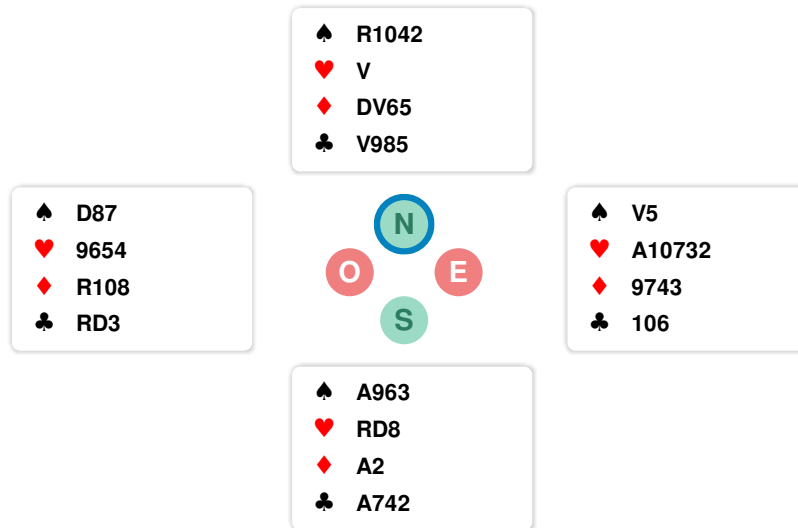 ♠ R1042
♥ V
♦ DV65
♣ V985
♠ D87
♥ 9654
♦ R108
♣ RD3
N
O E
S
♠ V5
♥ A10732
♦ 9743
♣ 106
♠ A963
♥ RD8
♦ A2
♣ A742